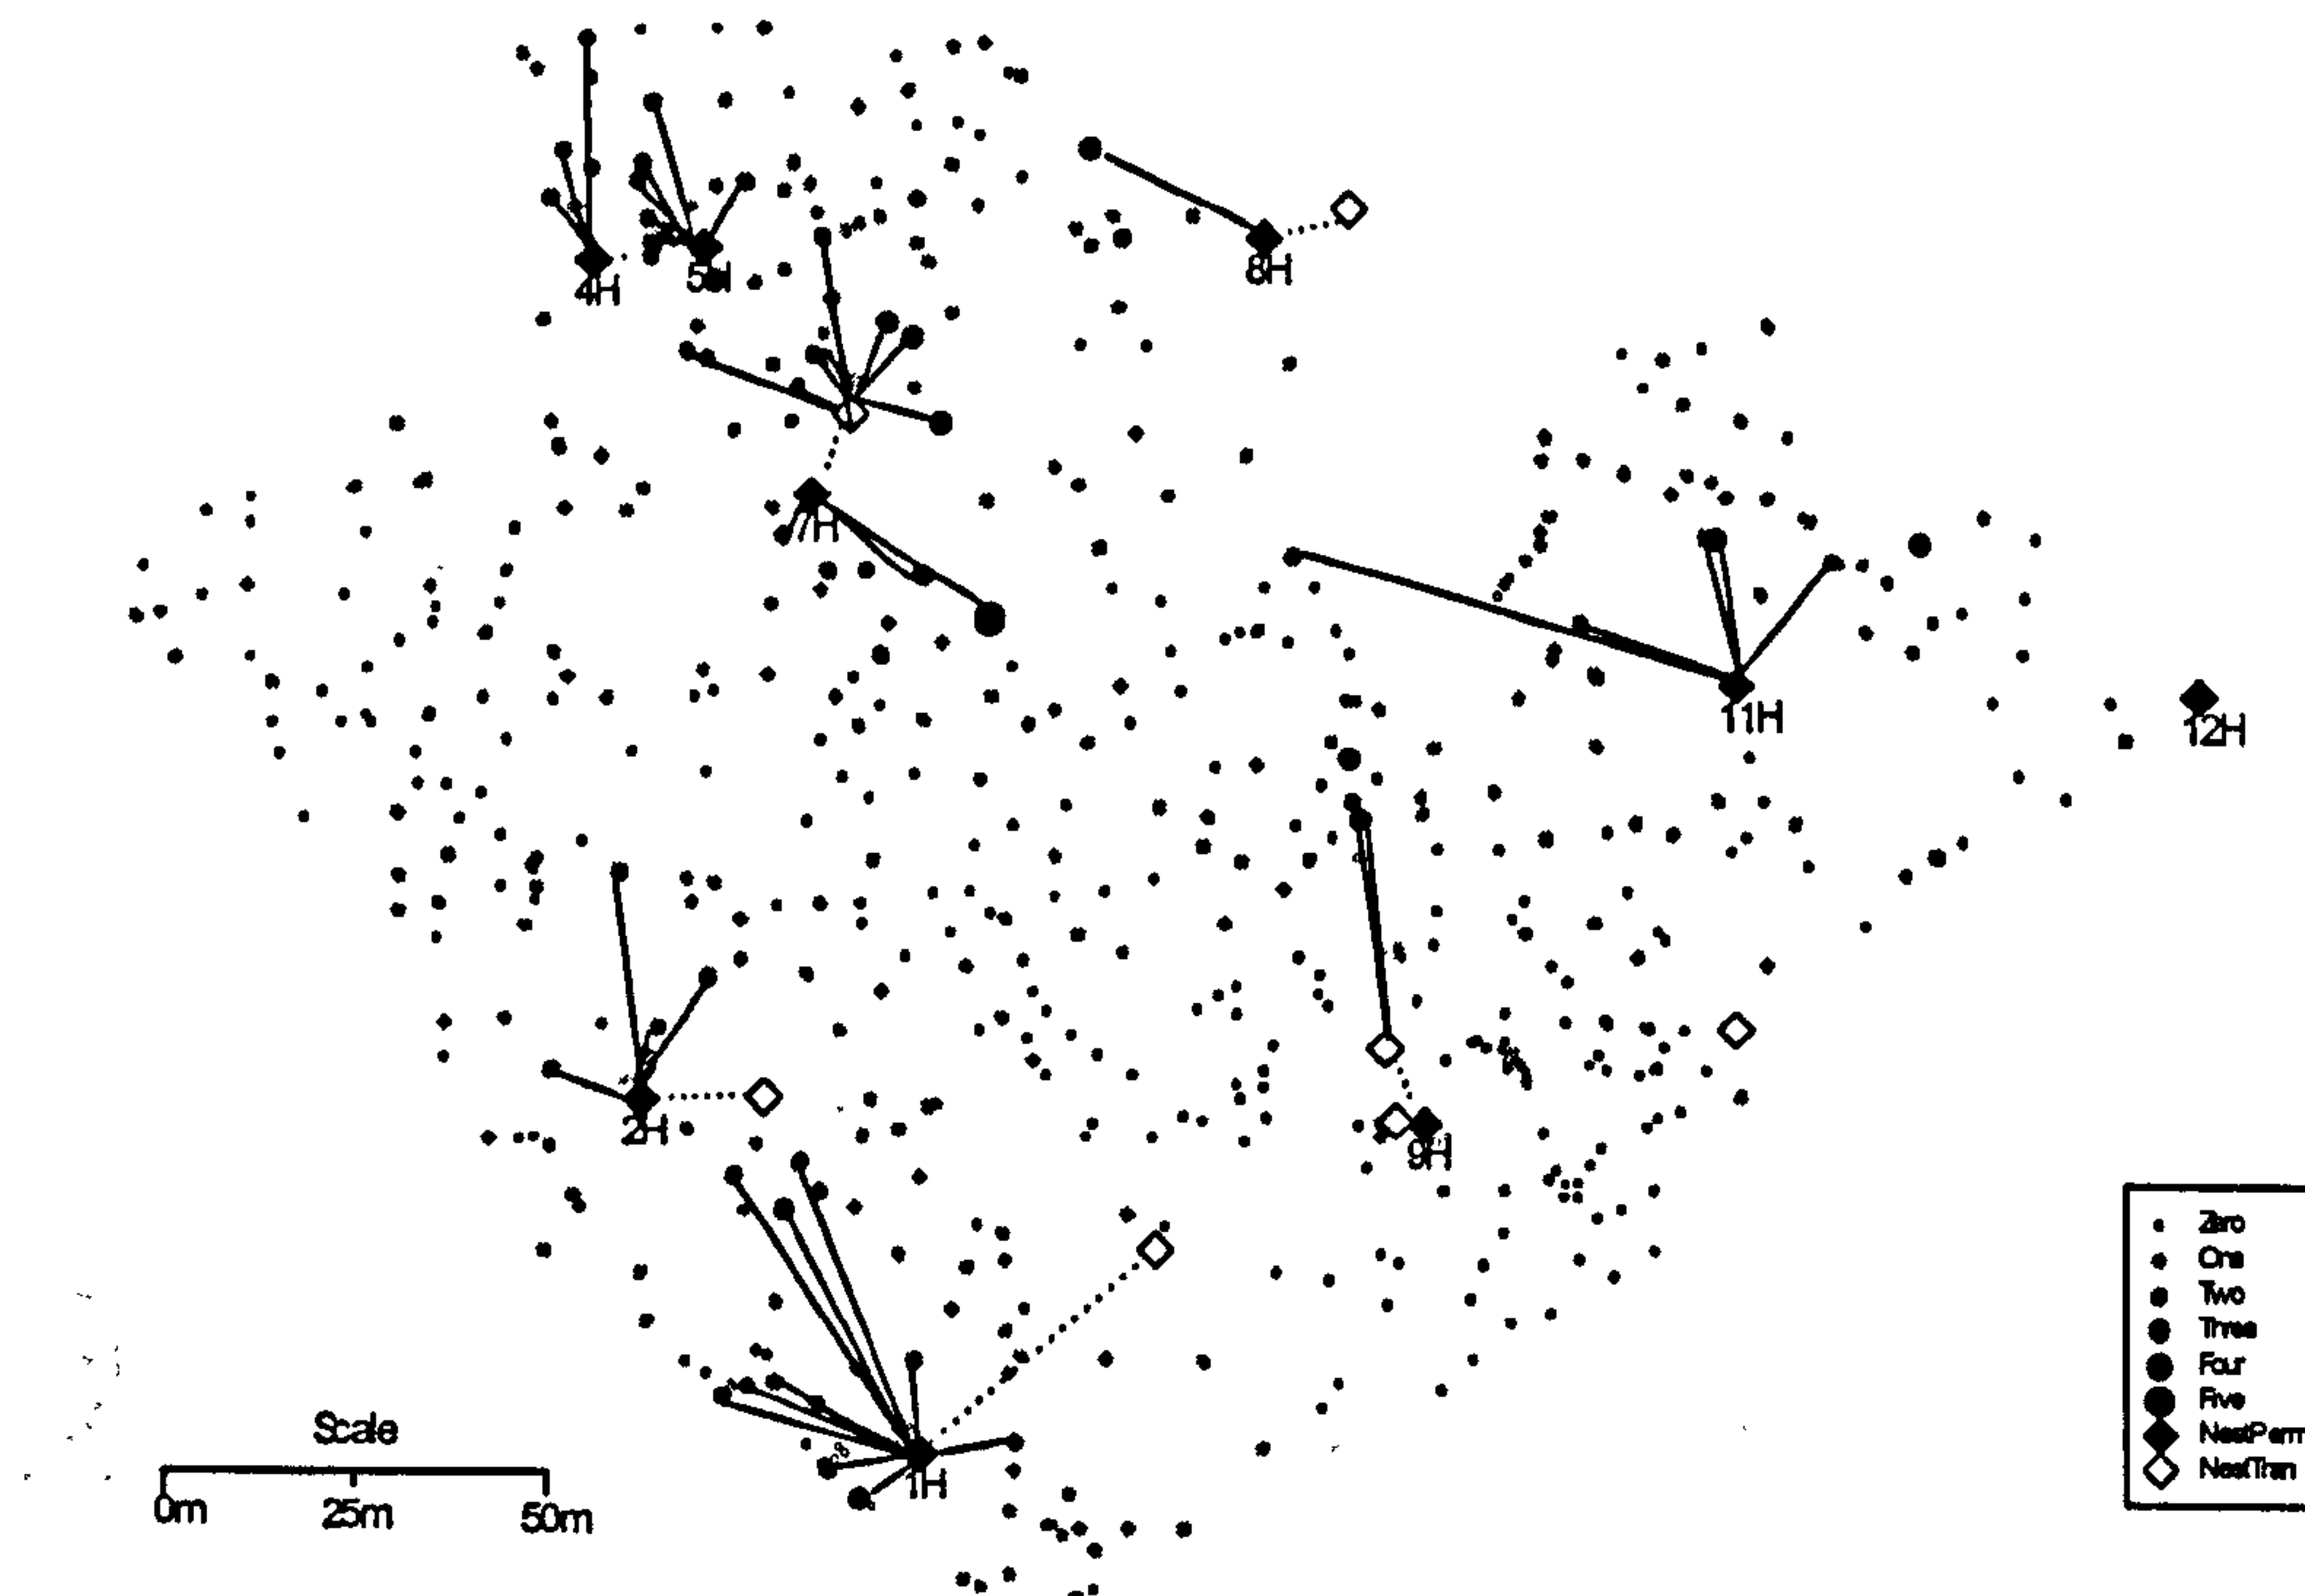 4H
5H
8H
H
11H
12H
2H
9H
Zero
One
Two
Three
Four
Five
NestPerm
NestTran
Scale
0m
25m
50m
1H